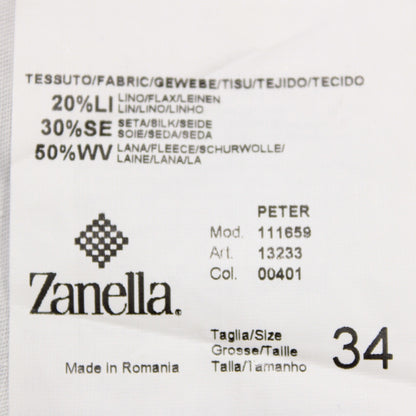 TESSUTO/FABRIC/GEWEBE/TISU/TEJIDO/TECIDO
20%LI LINO/FLAX/LEINEN
LIN/LINO/LINHO
30%SE SETA/SILK/SEIDE
SOIE/SEDA/SEDA
50%WV LANA/FLEECE/SCHURWOLLE/
LAINE/LANA/LA
PETER
Mod. 111659
Art. 13233
Col. 00401
Zanella.
Taglia/Size
Grosse/Taille
Talla/Tamanho
34
Made in Romania